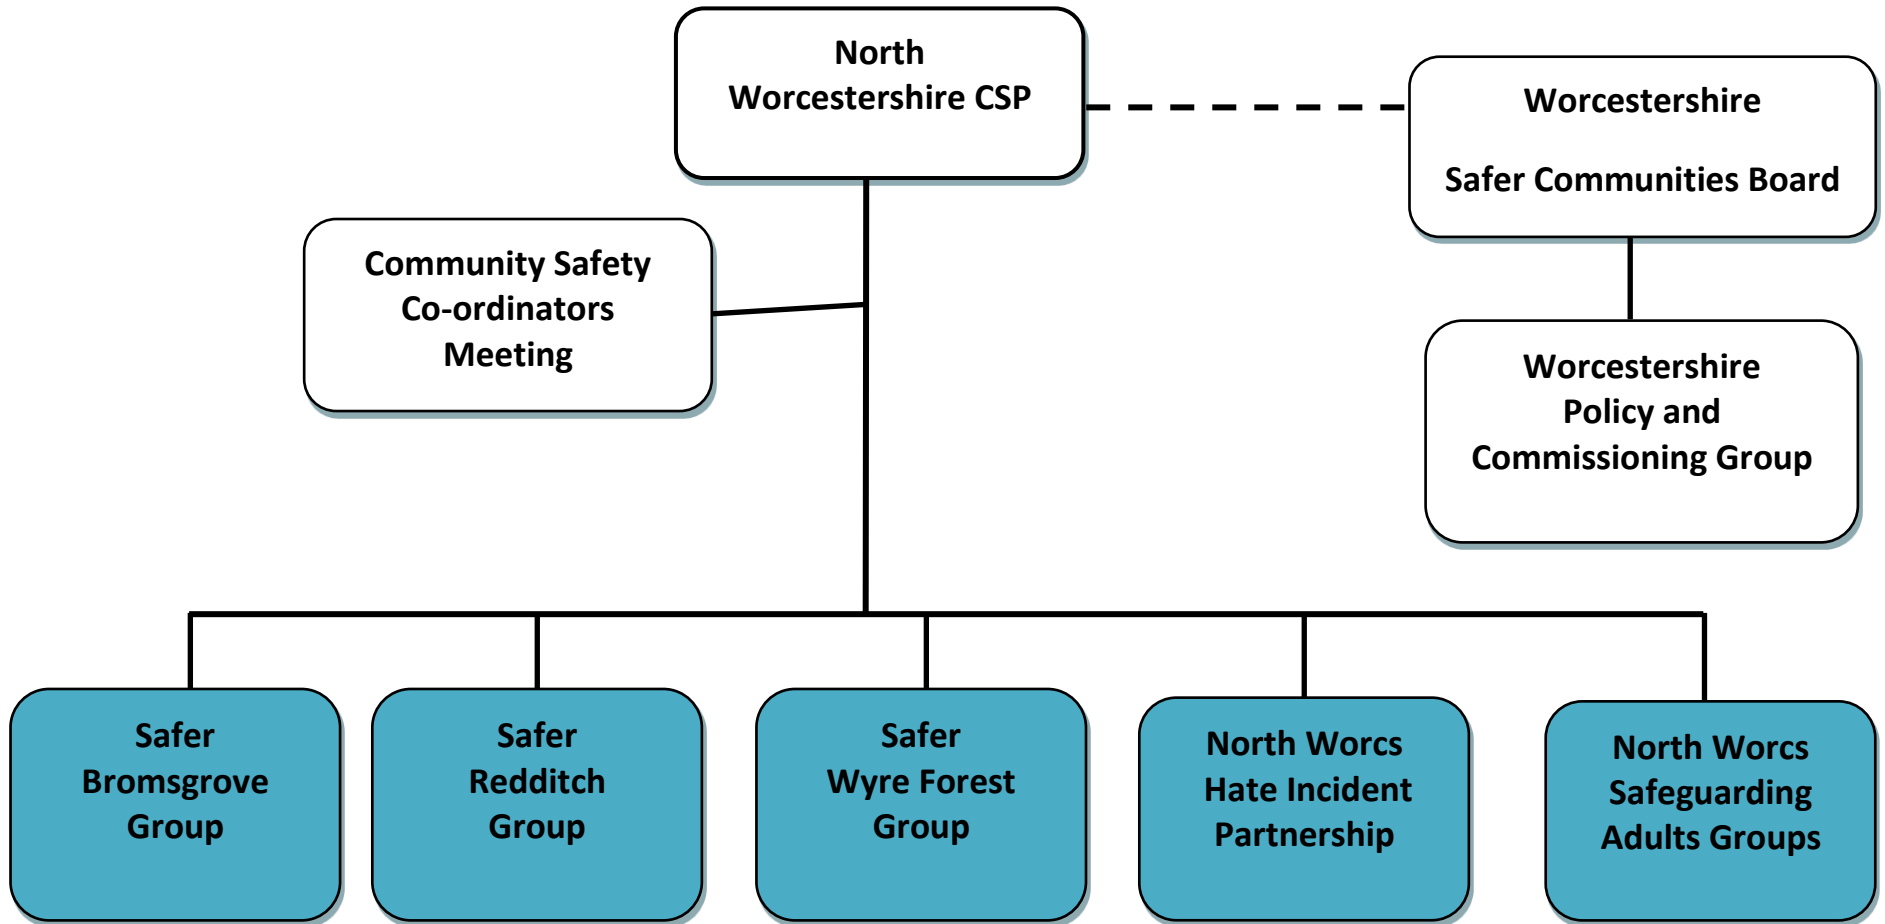 North
Worcestershire CSP
Worcestershire
Safer Communities Board
Community Safety
Co-ordinators
Meeting
Worcestershire
Policy and
Commissioning Group
Safer
Bromsgrove
Group
Safer
Redditch
Group
Safer
Wyre Forest
Group
North Worcs
Hate Incident
Partnership
North Worcs
Safeguarding
Adults Groups